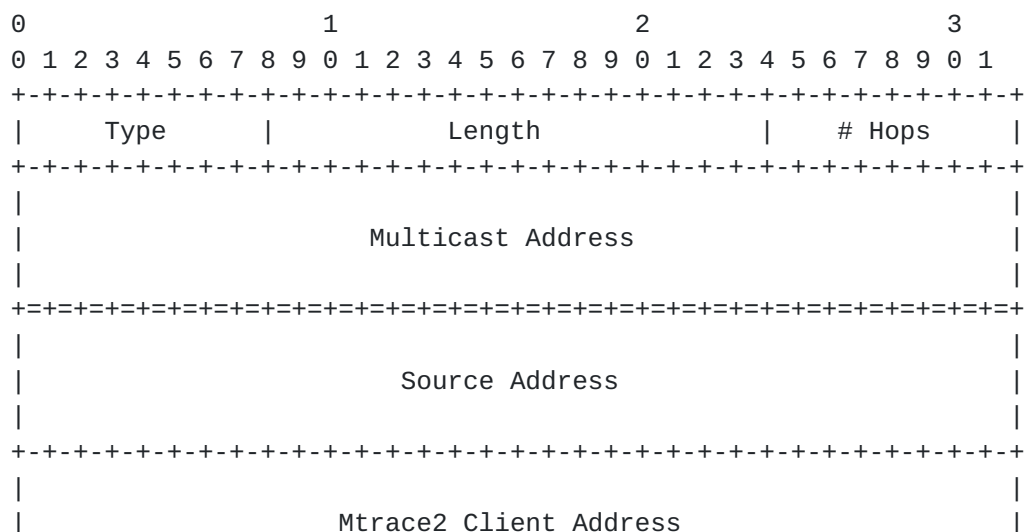 0                   1                   2                   3
0 1 2 3 4 5 6 7 8 9 0 1 2 3 4 5 6 7 8 9 0 1 2 3 4 5 6 7 8 9 0 1
+-+-+-+-+-+-+-+-+-+-+-+-+-+-+-+-+-+-+-+-+-+-+-+-+-+-+-+-+-+-+-+-+
|     Type      |           Length              |    # Hops     |
+-+-+-+-+-+-+-+-+-+-+-+-+-+-+-+-+-+-+-+-+-+-+-+-+-+-+-+-+-+-+-+-+
|                                                               |
|                      Multicast Address                        |
|                                                               |
+=+=+=+=+=+=+=+=+=+=+=+=+=+=+=+=+=+=+=+=+=+=+=+=+=+=+=+=+=+=+=+=+
|                                                               |
|                        Source Address                         |
|                                                               |
+-+-+-+-+-+-+-+-+-+-+-+-+-+-+-+-+-+-+-+-+-+-+-+-+-+-+-+-+-+-+-+-+
|                                                               |
|                    Mtrace2 Client Address                     |